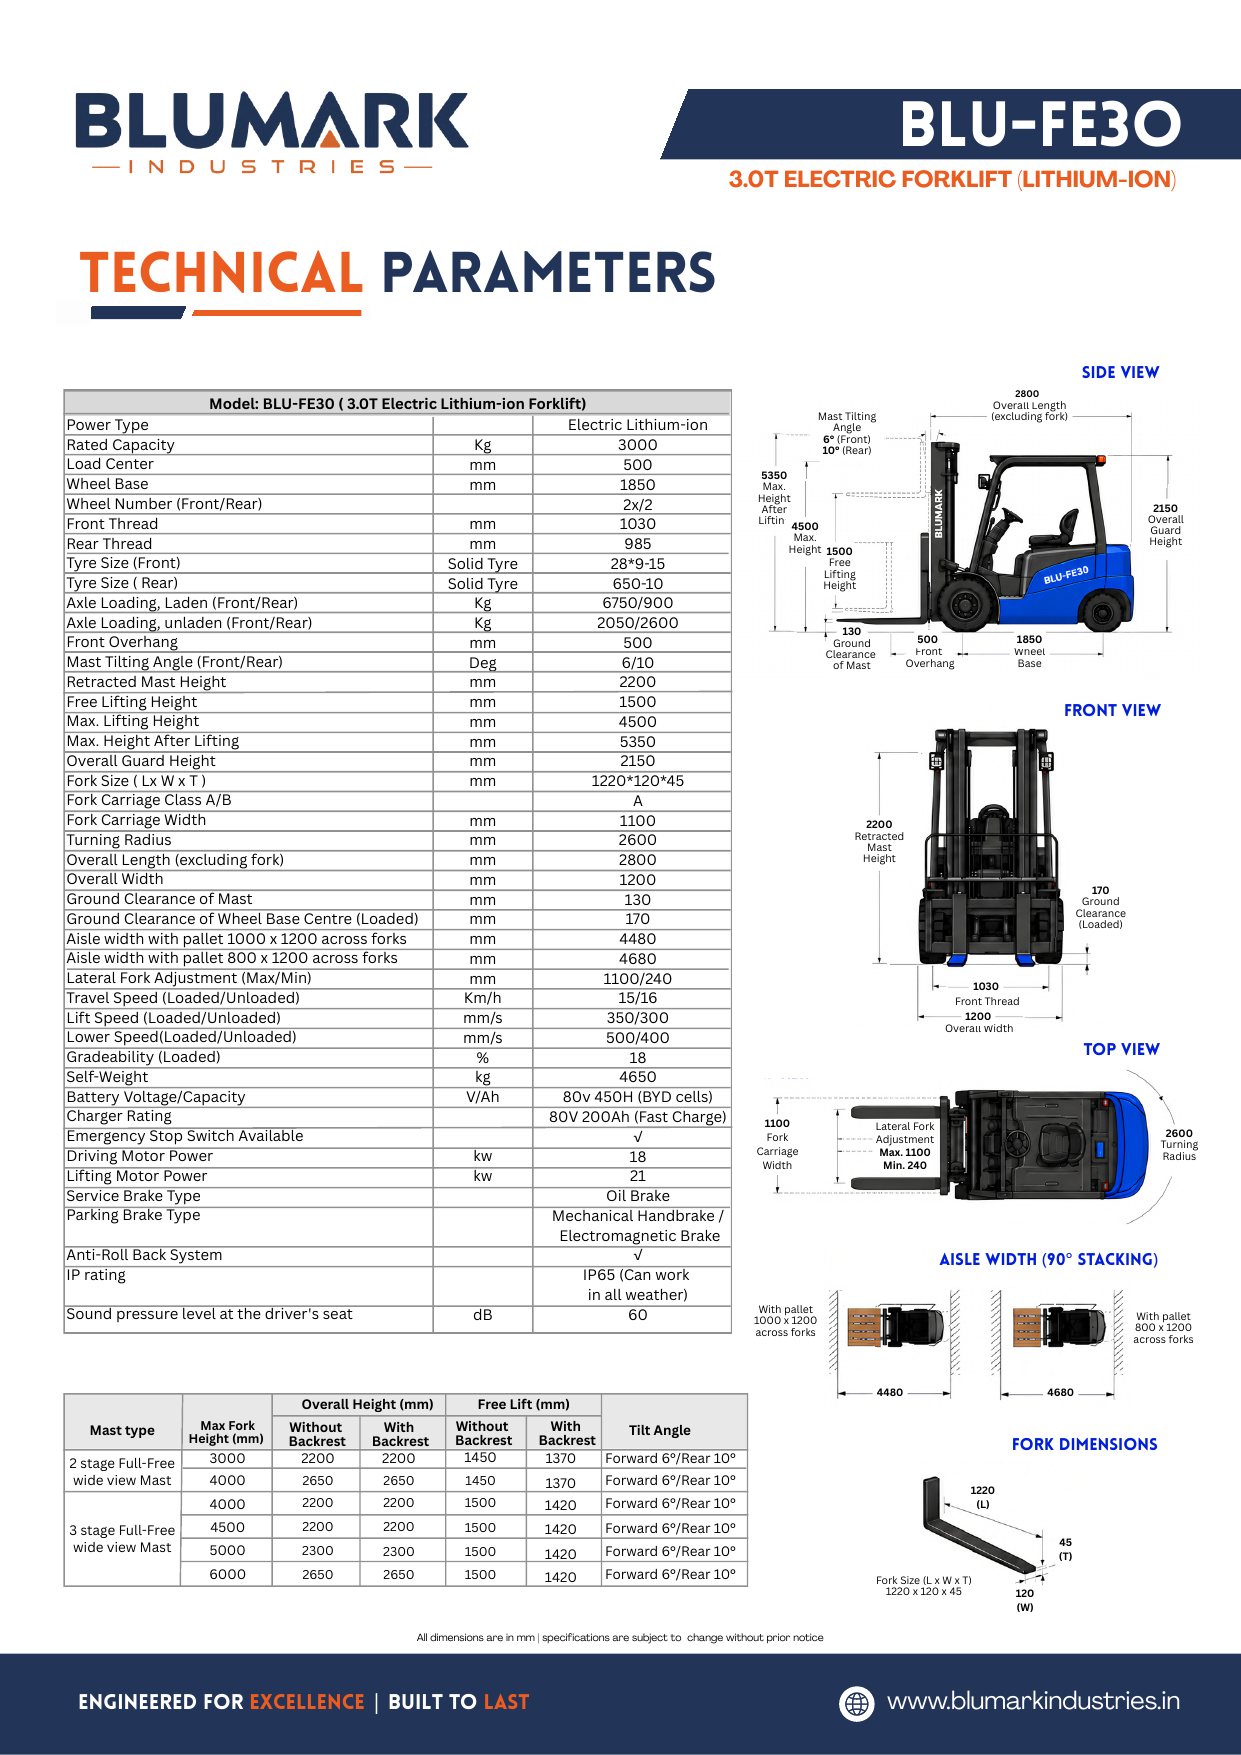 BLUMARK
INDUSTRIES
BLU-FE30
3.0T ELECTRIC FORKLIFT (LITHIUM-ION)
TECHNICAL PARAMETERS
Model: BLU-FE30 ( 3.0T Electric Lithium-ion Forklift)
Power Type Electric Lithium-ion
Rated Capacity Kg 3000
Load Center mm 500
Wheel Base mm 1850
Wheel Number (Front/Rear) 2x/2
Front Thread mm 1030
Rear Thread mm 985
Tyre Size (Front) Solid Tyre 28*9-15
Tyre Size ( Rear) Solid Tyre 650-10
Axle Loading, Laden (Front/Rear) Kg 6750/900
Axle Loading, unladen (Front/Rear) Kg 2050/2600
Front Overhang mm 500
Mast Tilting Angle (Front/Rear) Deg 6/10
Retracted Mast Height mm 2200
Free Lifting Height mm 1500
Max. Lifting Height mm 4500
Max. Height After Lifting mm 5350
Overall Guard Height mm 2150
Fork Size ( Lx W x T ) mm 1220*120*45
Fork Carriage Class A/B A
Fork Carriage Width mm 1100
Turning Radius mm 2600
Overall Length (excluding fork) mm 2800
Overall Width mm 1200
Ground Clearance of Mast mm 130
Ground Clearance of Wheel Base Centre (Loaded) mm 170
Aisle width with pallet 1000 x 1200 across forks mm 4480
Aisle width with pallet 800 x 1200 across forks mm 4680
Lateral Fork Adjustment (Max/Min) mm 1100/240
Travel Speed (Loaded/Unloaded) Km/h 15/16
Lift Speed (Loaded/Unloaded) mm/s 350/300
Lower Speed(Loaded/Unloaded) mm/s 500/400
Gradeability (Loaded) % 18
Self-Weight kg 4650
Battery Voltage/Capacity V/Ah 80v 450H (BYD cells)
Charger Rating 80V 200Ah (Fast Charge)
Emergency Stop Switch Available √
Driving Motor Power kw 18
Lifting Motor Power kw 21
Service Brake Type Oil Brake
Parking Brake Type Mechanical Handbrake /
Electromagnetic Brake
Anti-Roll Back System √
IP rating IP65 (Can work
in all weather)
Sound pressure level at the driver's seat dB 60
SIDE VIEW
2800
Overall Length
(excluding fork)
Mast Tilting
Angle
6° (Front)
10° (Rear)
5350
Max.
Height
After
Liftin
4500
Max.
Height
1500
Free
Lifting
Height
BLUMARK
BLU-FE30
2150
Overall
Guard
Height
130
Ground
Clearance
of Mast
500
Front
Overhang
1850
Wheel
Base
FRONT VIEW
2200
Retracted
Mast
Height
170
Ground
Clearance
(Loaded)
1030
Front Thread
1200
Overall Width
TOP VIEW
1100
Fork
Carriage
Width
Lateral Fork
Adjustment
Max. 1100
Min. 240
2600
Turning
Radius
AISLE WIDTH (90° STACKING)
With pallet
1000 x 1200
across forks
4480
With pallet
800 x 1200
across forks
4680
FORK DIMENSIONS
1220
(L)
45
(T)
120
(W)
Fork Size (L x W x T)
1220 x 120 x 45
Mast type Max Fork Height (mm) Overall Height (mm) Free Lift (mm) Tilt Angle
Without Backrest With Backrest Without Backrest With Backrest
2 stage Full-Free wide view Mast 3000 2200 2200 1450 1370 Forward 6°/Rear 10°
4000 2650 2650 1450 1370 Forward 6°/Rear 10°
3 stage Full-Free wide view Mast 4000 2200 2200 1500 1420 Forward 6°/Rear 10°
4500 2200 2200 1500 1420 Forward 6°/Rear 10°
5000 2300 2300 1500 1420 Forward 6°/Rear 10°
6000 2650 2650 1500 1420 Forward 6°/Rear 10°
All dimensions are in mm | specifications are subject to change without prior notice
ENGINEERED FOR EXCELLENCE | BUILT TO LAST
www.blumarkindustries.in